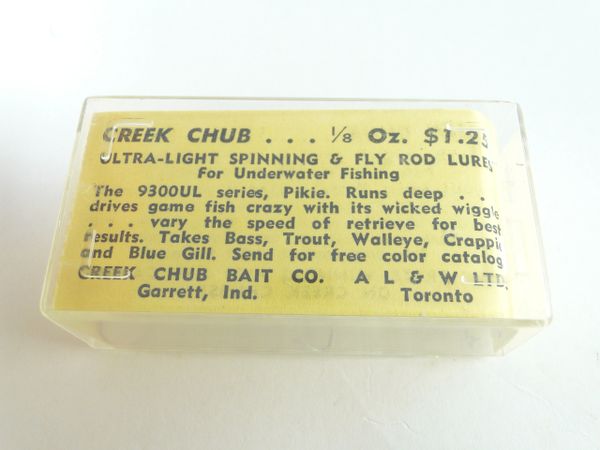 CREEK CHUB . . . 1/8 Oz. $1.25
ULTRA-LIGHT SPINNING & FLY ROD LURES
For Underwater Fishing
The 9300UL series, Pikie. Runs deep . .
drives game fish crazy with its wicked wiggle
. . . vary the speed of retrieve for best
results. Takes Bass, Trout, Walleye, Crappie
and Blue Gill. Send for free color catalog
CREEK CHUB BAIT CO. A L & W LTD.
Garrett, Ind. Toronto